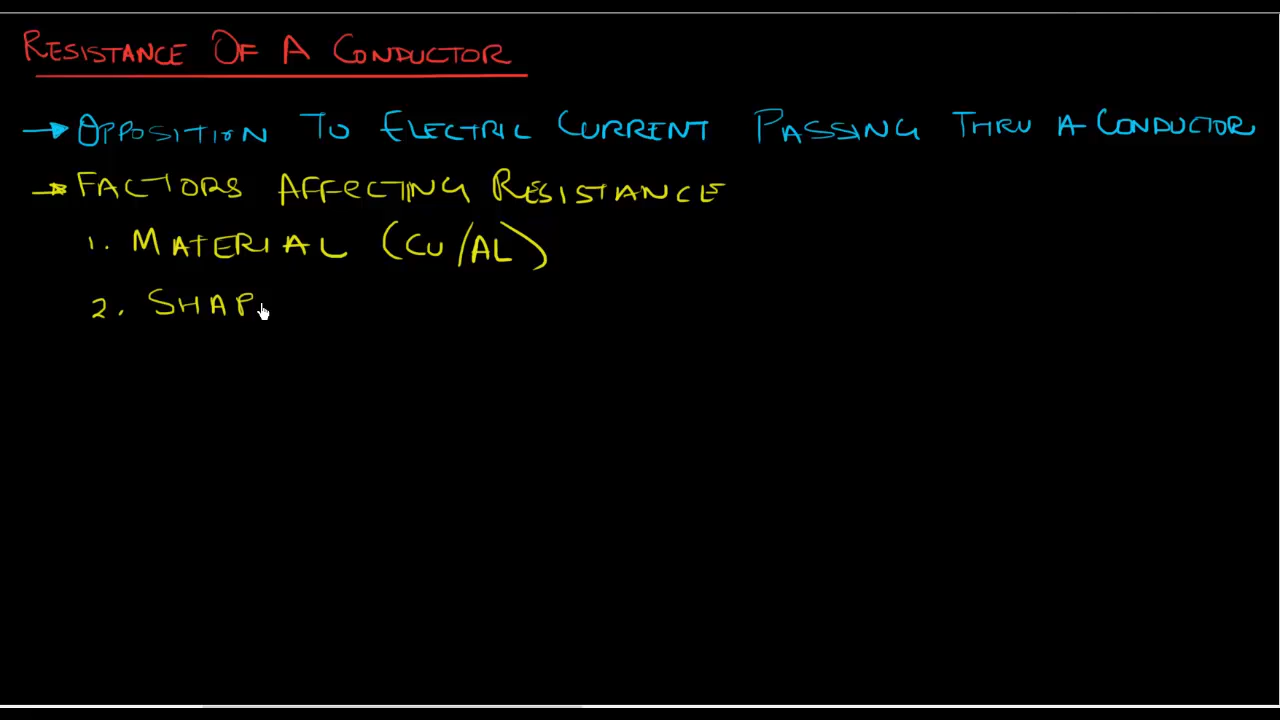 RESISTANCE OF A CONDUCTOR
→ OPPOSITION TO ELECTRIC CURRENT PASSING THRU A CONDUCTOR
→ FACTORS AFFECTING RESISTANCE
1. MATERIAL (CU/AL)
2. SHAP